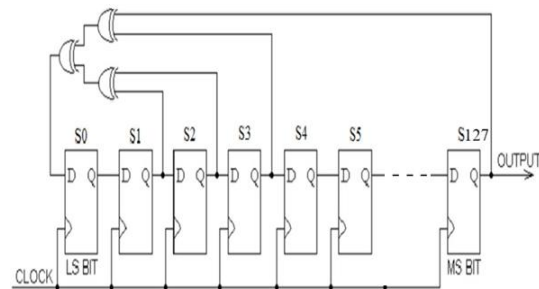 S0 S1 S2 S3 S4 S5 S127
D Q D Q D Q D Q D Q D Q D Q OUTPUT
CLOCK LS BIT MS BIT